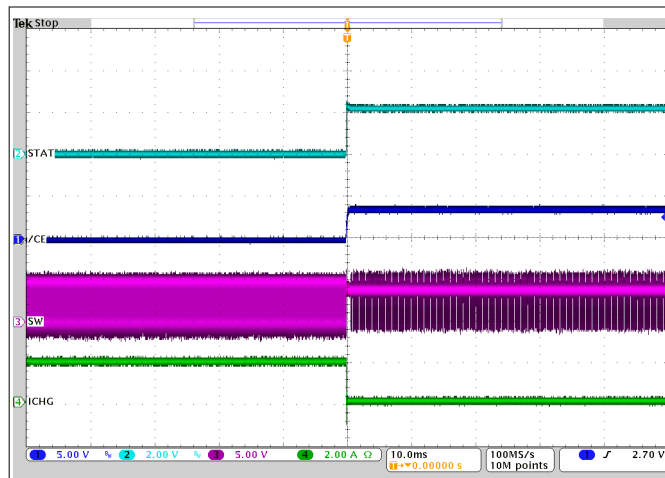 Tek Stop
T
T
2 STAT
1 /CE
3 SW
4 ICHG
1 5.00 V 2 2.00 V 3 5.00 V 4 2.00 A Ω 10.0ms 100MS/s 1 2.70 V
T→▼0.00000 s 10M points